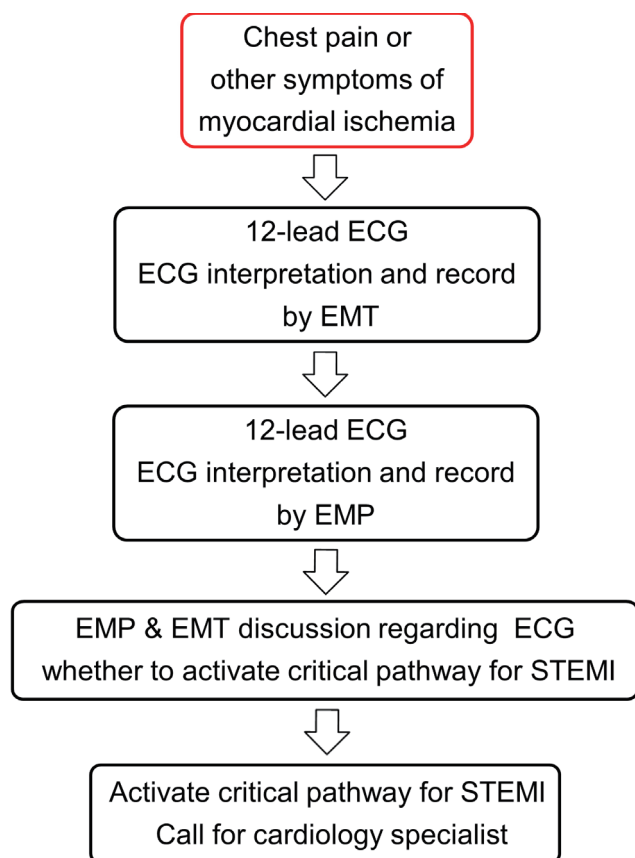 Chest pain or
other symptoms of
myocardial ischemia
12-lead ECG
ECG interpretation and record
by EMT
12-lead ECG
ECG interpretation and record
by EMP
EMP & EMT discussion regarding ECG
whether to activate critical pathway for STEMI
Activate critical pathway for STEMI
Call for cardiology specialist